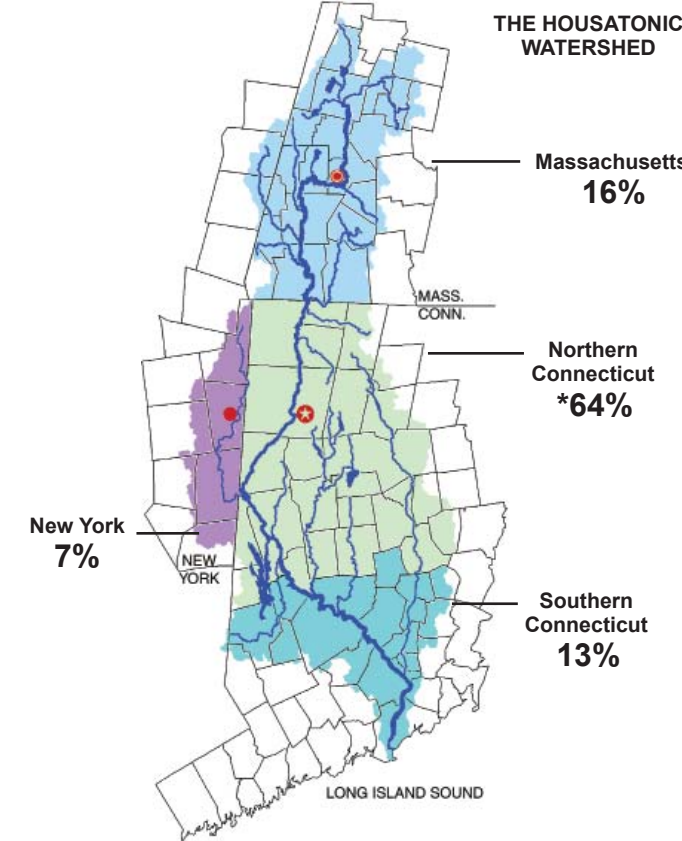 THE HOUSATONIC
WATERSHED
Massachusetts
16%
MASS.
CONN.
Northern
Connecticut
*64%
New York
7%
NEW
YORK
Southern
Connecticut
13%
LONG ISLAND SOUND